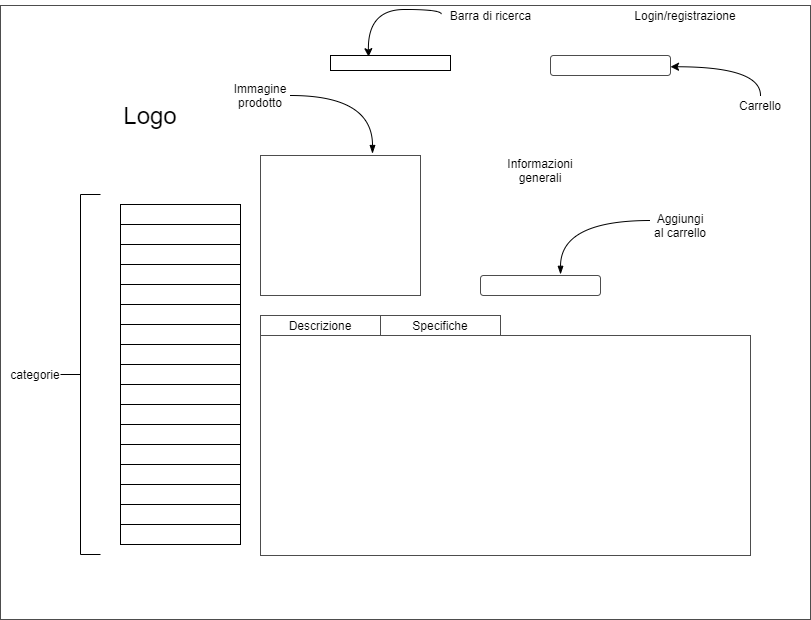 Barra di ricerca
Login/registrazione
Immagine
prodotto
Carrello
Logo
Informazioni
generali
Aggiungi
al carrello
Descrizione
Specifiche
categorie